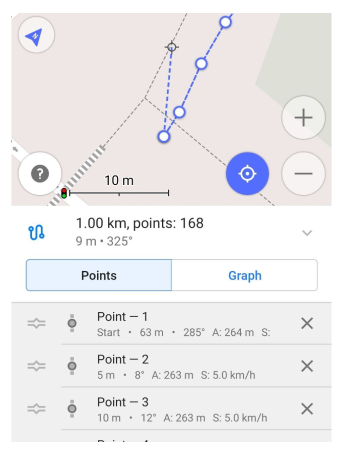 N
?
10 m
1.00 km, points: 168
9 m • 325°
Points
Graph
Point — 1
Start • 63 m • 285° A: 264 m S:
Point — 2
5 m • 8° A: 263 m S: 5.0 km/h
Point — 3
10 m • 12° A: 263 m S: 5.0 km/h